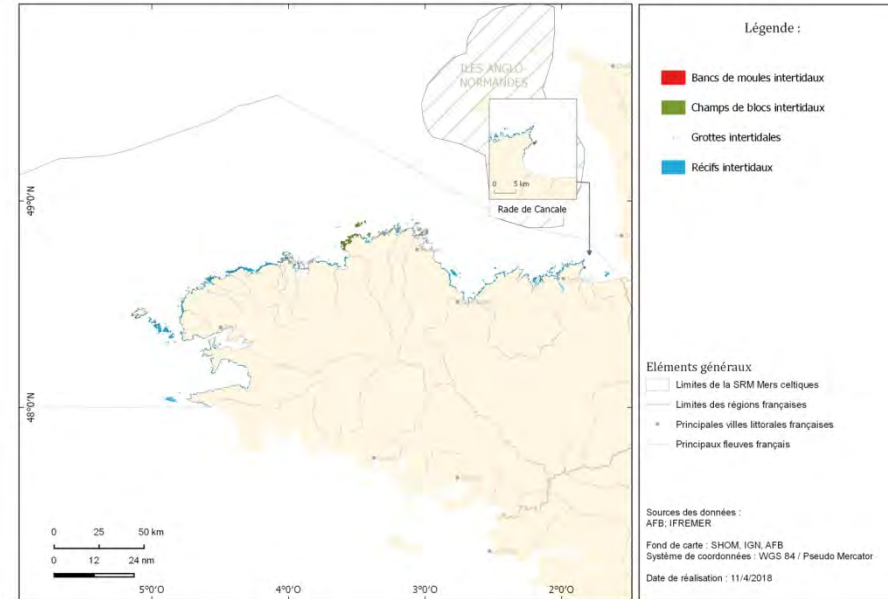 ILES ANGLO-
NORMANDES
0 5 km
Rade de Cancale
49°0'N
48°0'N
0 25 50 km
0 12 24 nm
5°0'O
4°0'O
3°0'O
2°0'O
Légende :
Bancs de moules intertidaux
Champs de blocs intertidaux
Grottes intertidales
Récifs intertidaux
Eléments généraux
Limites de la SRM Mers celtiques
Limites des régions françaises
Principales villes littorales françaises
Principaux fleuves français
Sources des données :
AFB; IFREMER
Fond de carte : SHOM, IGN, AFB
Système de coordonnées : WGS 84 / Pseudo Mercator
Date de réalisation : 11/4/2018